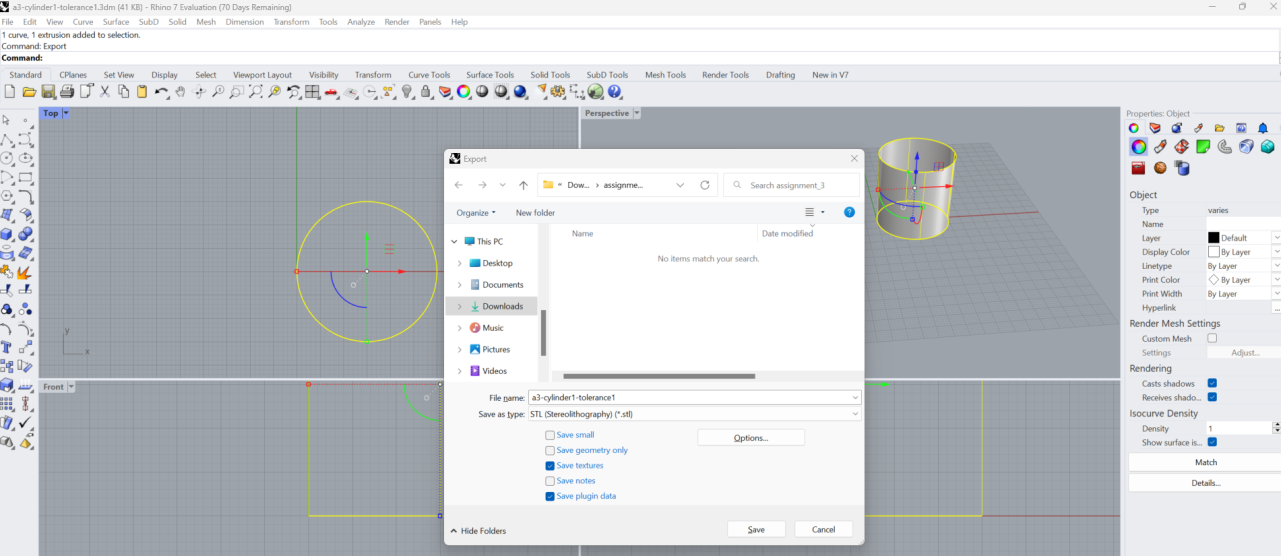 a3-cylinder1-tolerance1.3dm (41 KB) - Rhino 7 Evaluation (70 Days Remaining)
File Edit View Curve Surface SubD Solid Mesh Dimension Transform Tools Analyze Render Panels Help
1 curve, 1 extrusion added to selection.
Command: Export
Command:
Standard CPlanes Set View Display Select Viewport Layout Visibility Transform Curve Tools Surface Tools Solid Tools SubD Tools Mesh Tools Render Tools Drafting New in V7
Top
y
x
Perspective
Front
Export
Dow... assignme...
Search assignment_3
Organize New folder
This PC
Desktop
Documents
Downloads
Music
Pictures
Videos
Name Date modified
No items match your search.
File name: a3-cylinder1-tolerance1
Save as type: STL (Stereolithography) (*.stl)
Save small
Save geometry only
Save textures
Save notes
Save plugin data
Options...
Hide Folders
Save Cancel
Properties: Object
Object
Type varies
Name
Layer Default
Display Color By Layer
Linetype By Layer
Print Color By Layer
Print Width By Layer
Hyperlink ...
Render Mesh Settings
Custom Mesh
Settings Adjust...
Rendering
Casts shadows
Receives shado...
Isocurve Density
Density 1
Show surface is...
Match
Details...